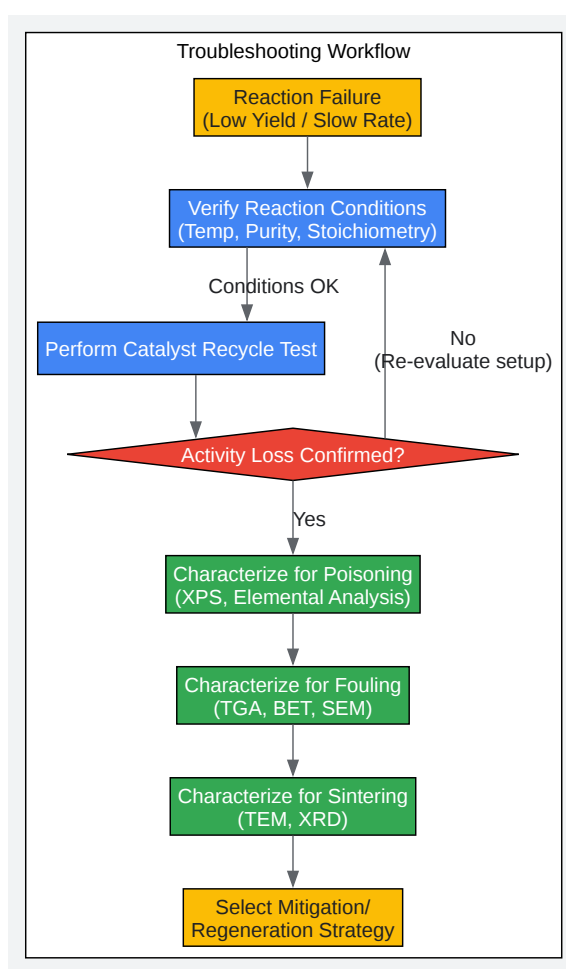 Troubleshooting Workflow
Reaction Failure
(Low Yield / Slow Rate)
Verify Reaction Conditions
(Temp, Purity, Stoichiometry)
Conditions OK
Perform Catalyst Recycle Test
No
(Re-evaluate setup)
Activity Loss Confirmed?
Yes
Characterize for Poisoning
(XPS, Elemental Analysis)
Characterize for Fouling
(TGA, BET, SEM)
Characterize for Sintering
(TEM, XRD)
Select Mitigation/
Regeneration Strategy